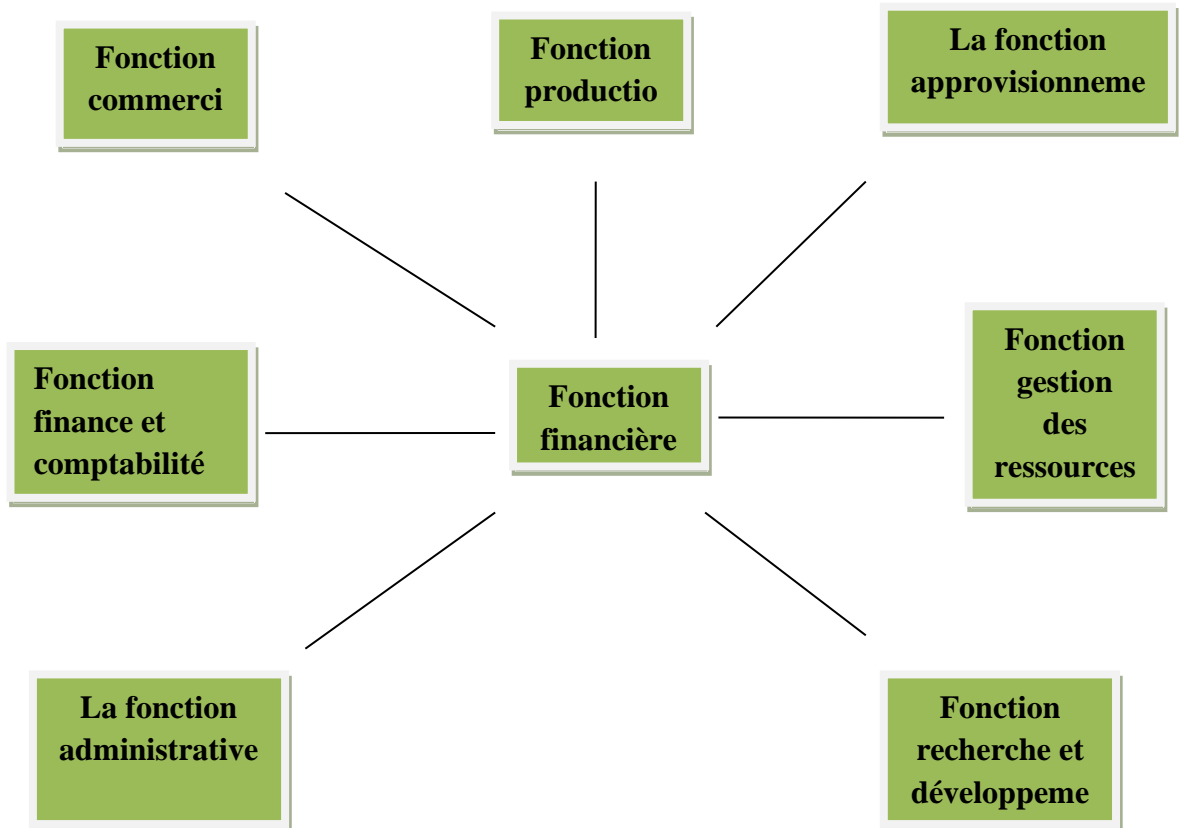 Fonction
commerci
Fonction
productio
La fonction
approvisionneme
Fonction
finance et
comptabilité
Fonction
financière
Fonction
gestion
des
ressources
La fonction
administrative
Fonction
recherche et
développeme